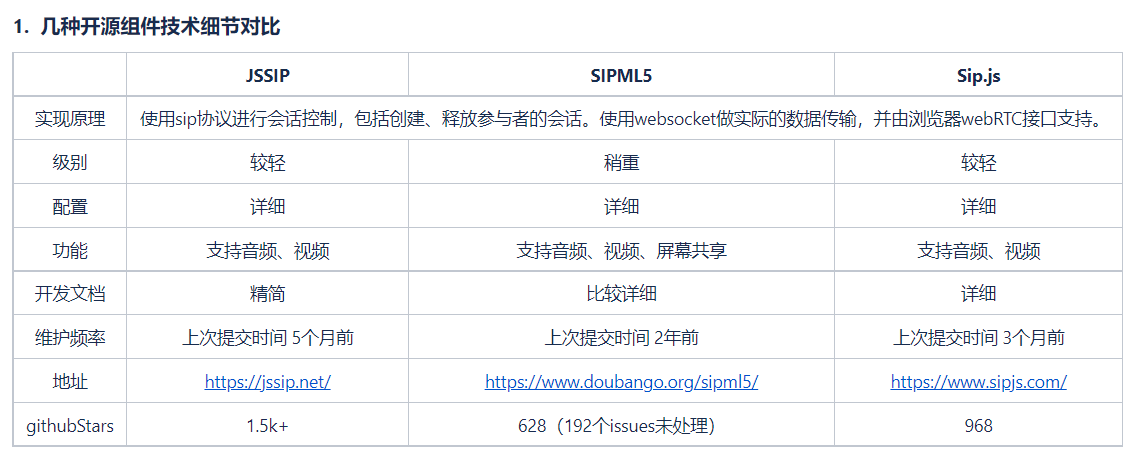 1. 几种开源组件技术细节对比
JSSIP SIPML5 Sip.js
实现原理 使用sip协议进行会话控制，包括创建、释放参与者的会话。使用websocket做实际的数据传输，并由浏览器webRTC接口支持。
级别 较轻 稍重 较轻
配置 详细 详细 详细
功能 支持音频、视频 支持音频、视频、屏幕共享 支持音频、视频
开发文档 精简 比较详细 详细
维护频率 上次提交时间 5个月前 上次提交时间 2年前 上次提交时间 3个月前
地址 https://jssip.net/ https://www.doubango.org/sipml5/ https://www.sipjs.com/
githubStars 1.5k+ 628（192个issues未处理） 968